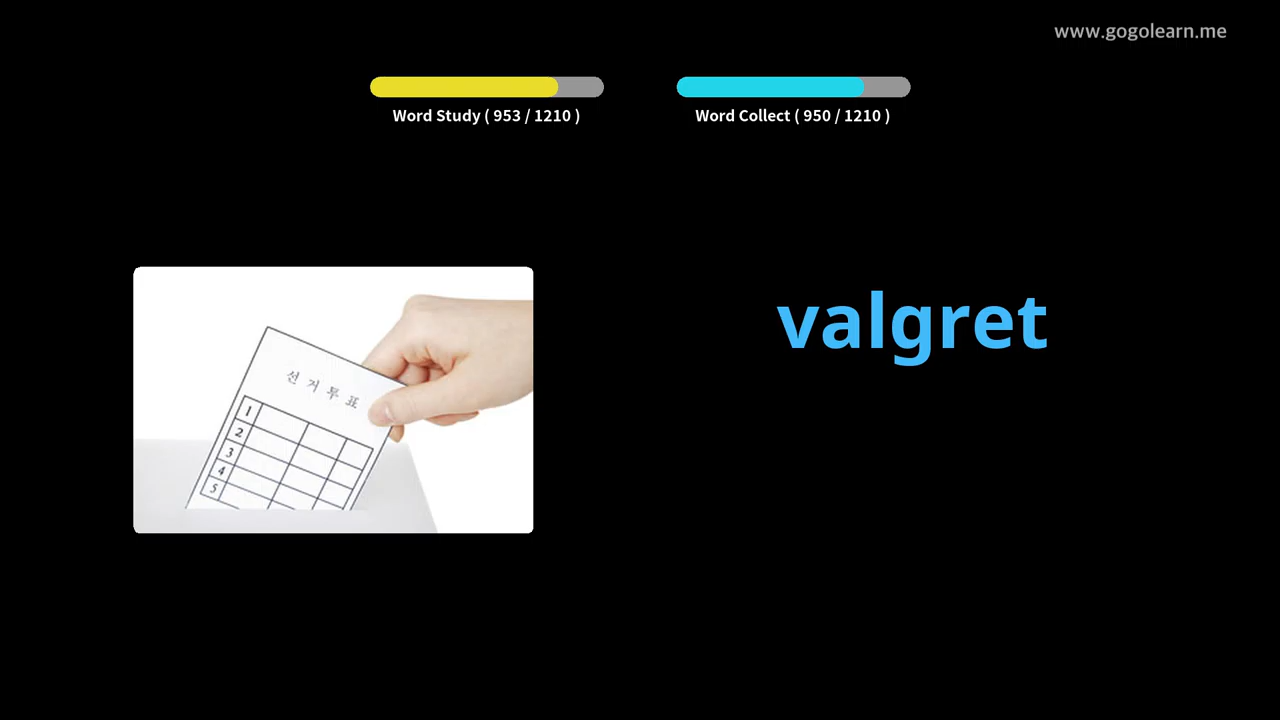 www.gogolearn.me
Word Study ( 953 / 1210 )
Word Collect ( 950 / 1210 )
valgret
선거투표
1
2
3
4
5